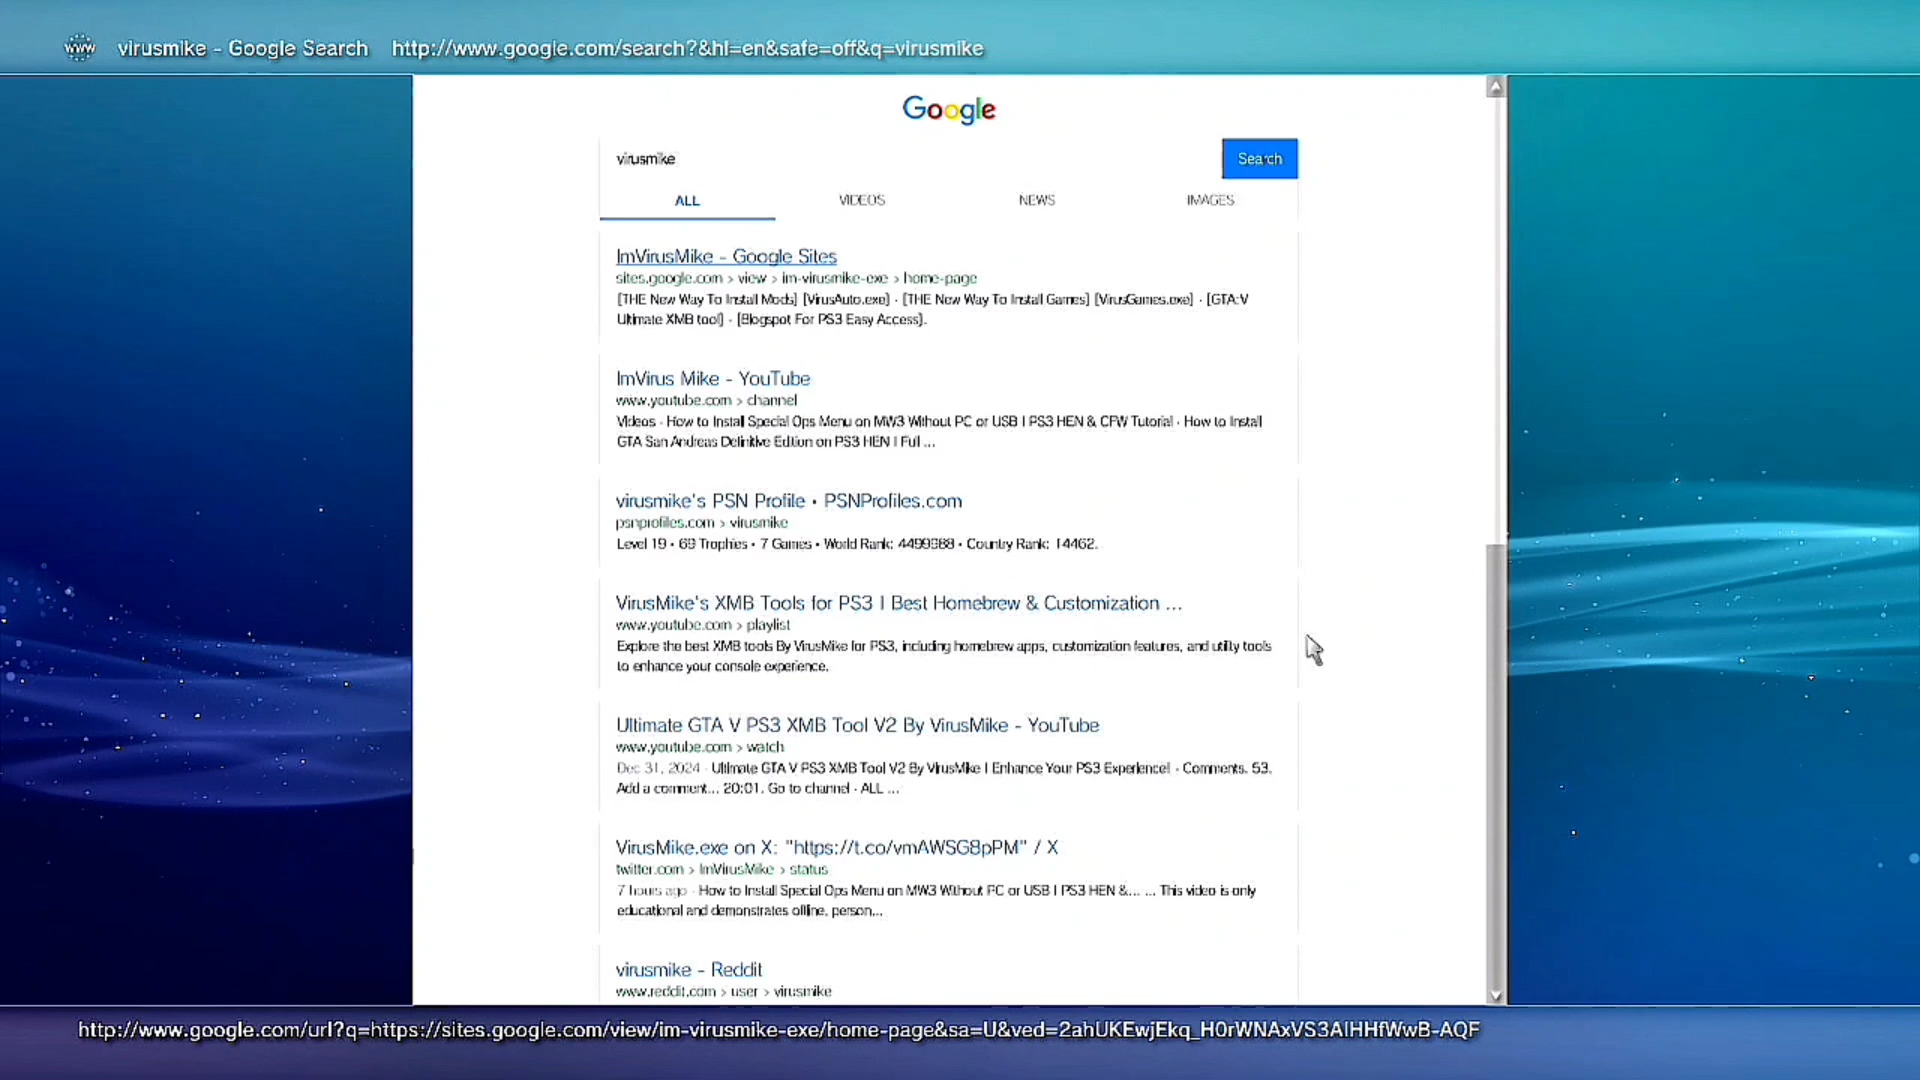 www virusmike - Google Search http://www.google.com/search?&hl=en&safe=off&q=virusmike
Google
virusmike Search
ALL VIDEOS NEWS IMAGES
ImVirusMike - Google Sites
sites.google.com › view › im-virusmike-exe › home-page
[THE New Way To Install Mods] [VirusAuto.exe] · [THE New Way To Install Games] [VirusGames.exe] · [GTA:V
Ultimate XMB tool] · [Blogspot For PS3 Easy Access].
ImVirus Mike - YouTube
www.youtube.com › channel
Videos · How to Install Special Ops Menu on MW3 Without PC or USB | PS3 HEN & CFW Tutorial · How to Install
GTA San Andreas Definitive Edition on PS3 HEN | Full ...
virusmike's PSN Profile • PSNProfiles.com
psnprofiles.com › virusmike
Level 19 • 69 Trophies • 7 Games • World Rank: 4499988 • Country Rank: 14462.
VirusMike's XMB Tools for PS3 | Best Homebrew & Customization ...
www.youtube.com › playlist
Explore the best XMB tools By VirusMike for PS3, including homebrew apps, customization features, and utility tools
to enhance your console experience.
Ultimate GTA V PS3 XMB Tool V2 By VirusMike - YouTube
www.youtube.com › watch
Dec 31, 2024 · Ultimate GTA V PS3 XMB Tool V2 By VirusMike | Enhance Your PS3 Experience! · Comments. 53.
Add a comment... 20:01. Go to channel · ALL ...
VirusMike.exe on X: "https://t.co/vmAWSG8pPM" / X
twitter.com › ImVirusMike › status
7 hours ago · How to Install Special Ops Menu on MW3 Without PC or USB | PS3 HEN &... ... This video is only
educational and demonstrates offline, person...
virusmike - Reddit
www.reddit.com › user › virusmike
http://www.google.com/url?q=https://sites.google.com/view/im-virusmike-exe/home-page&sa=U&ved=2ahUKEwjEkq_H0rWNAxVS3AIHHfWwB-AQF